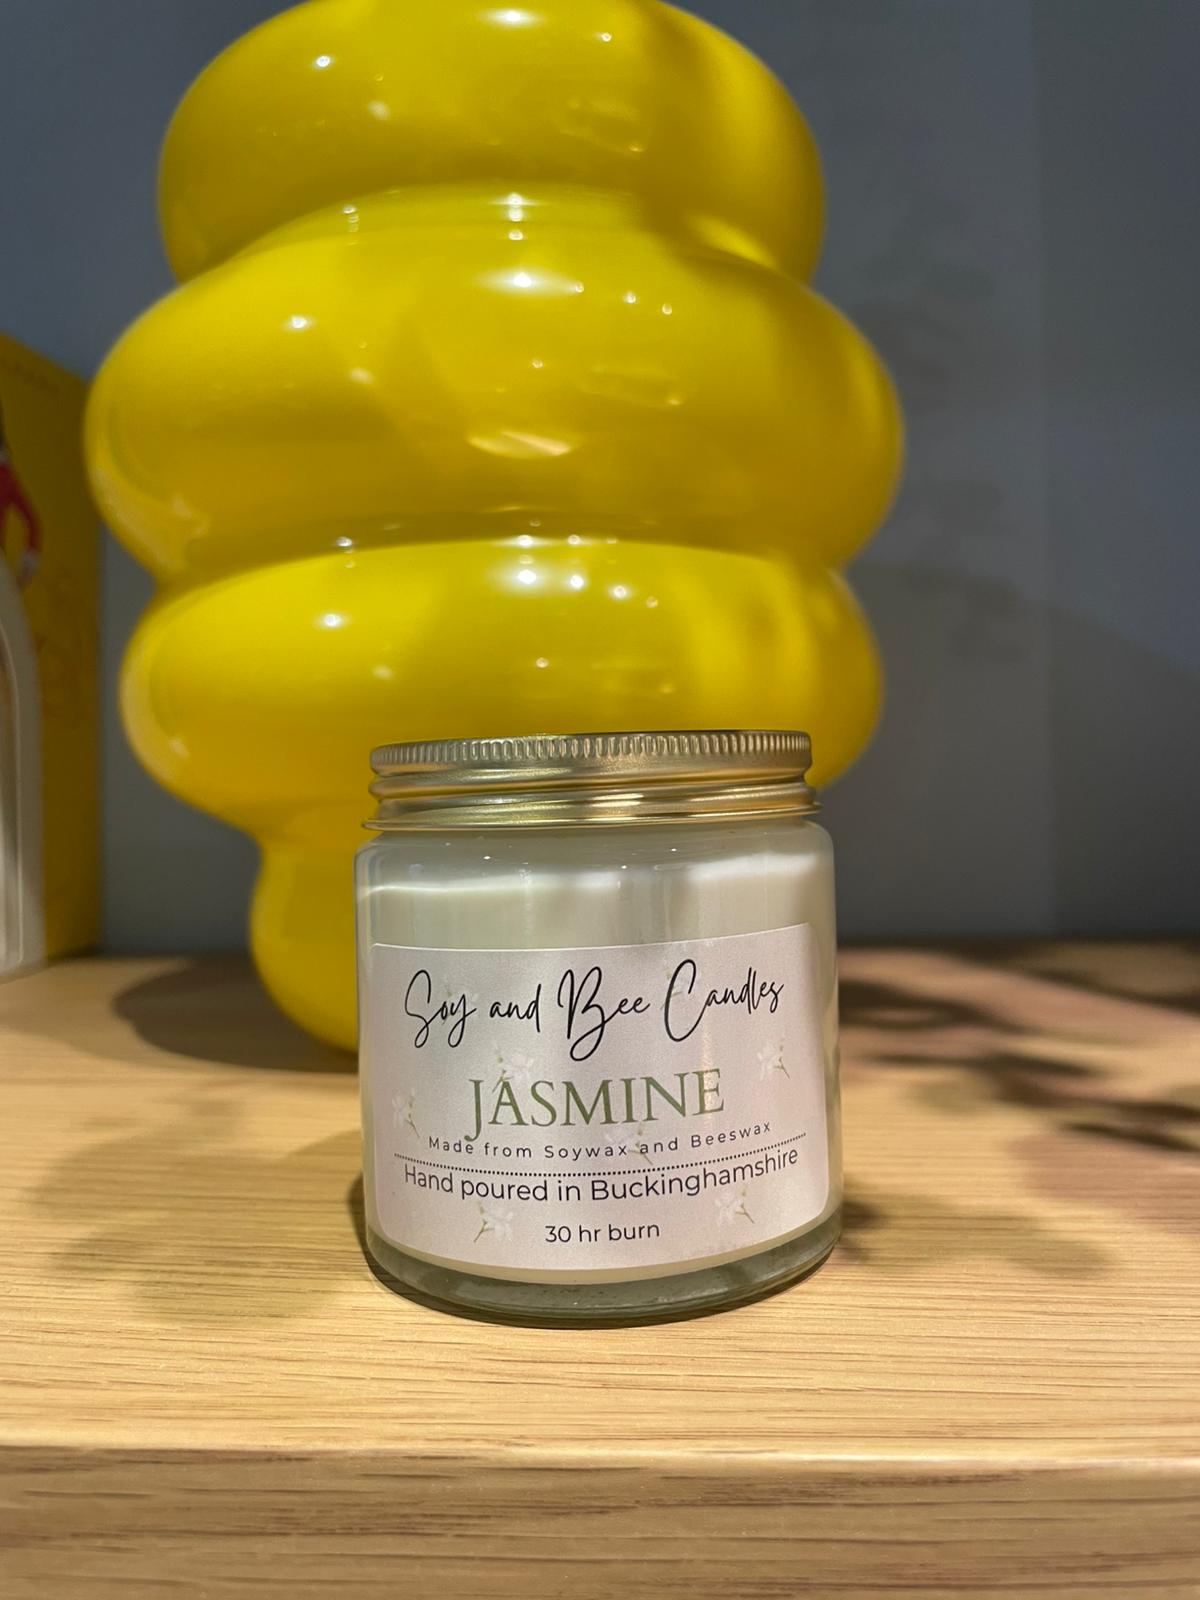 Soy and Bee Candles
JASMINE
Made from Soywax and Beeswax
Hand poured in Buckinghamshire
30 hr burn